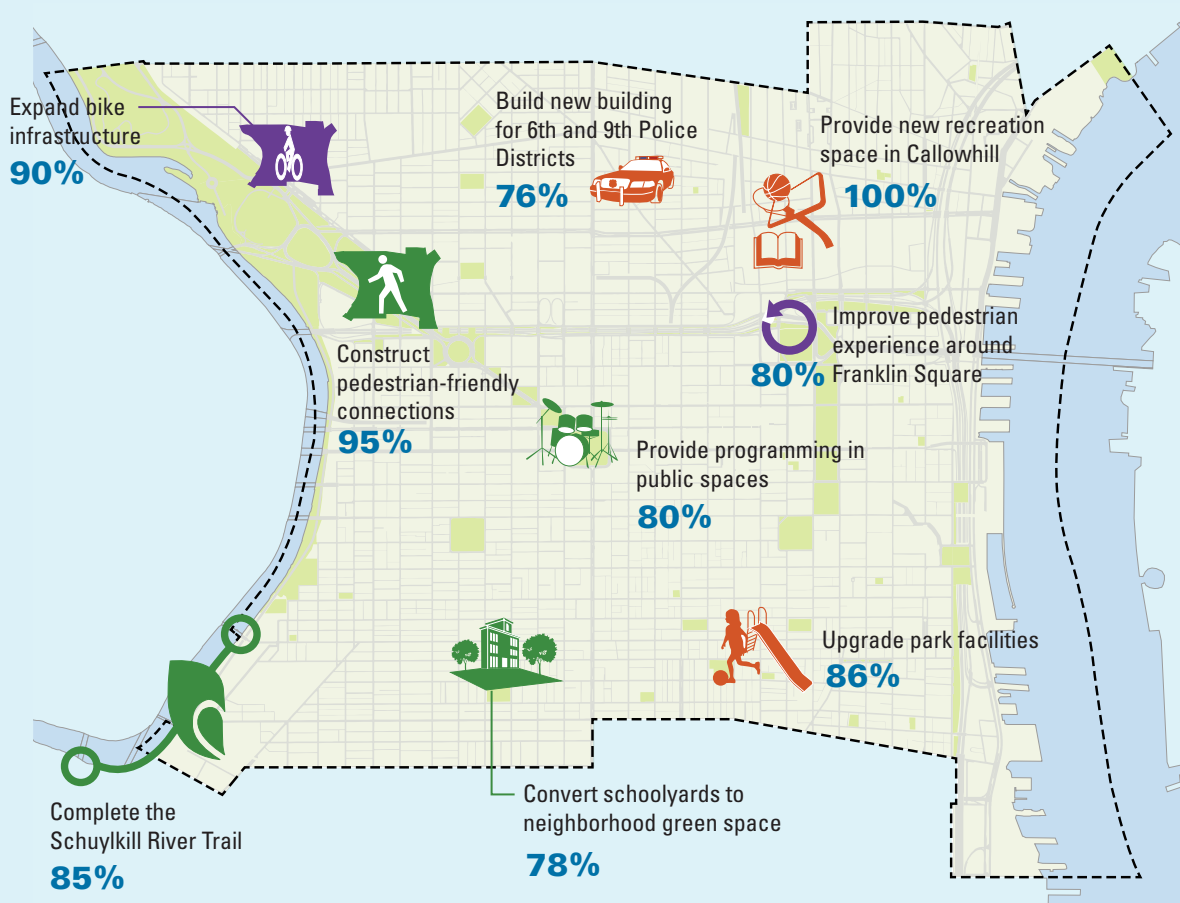 Expand bike
infrastructure
90%
Build new building
for 6th and 9th Police
Districts
76%
Provide new recreation
space in Callowhill
100%
Construct
pedestrian-friendly
connections
95%
Improve pedestrian
experience around
Franklin Square
80%
Provide programming in
public spaces
80%
Upgrade park facilities
86%
Complete the
Schuylkill River Trail
85%
Convert schoolyards to
neighborhood green space
78%